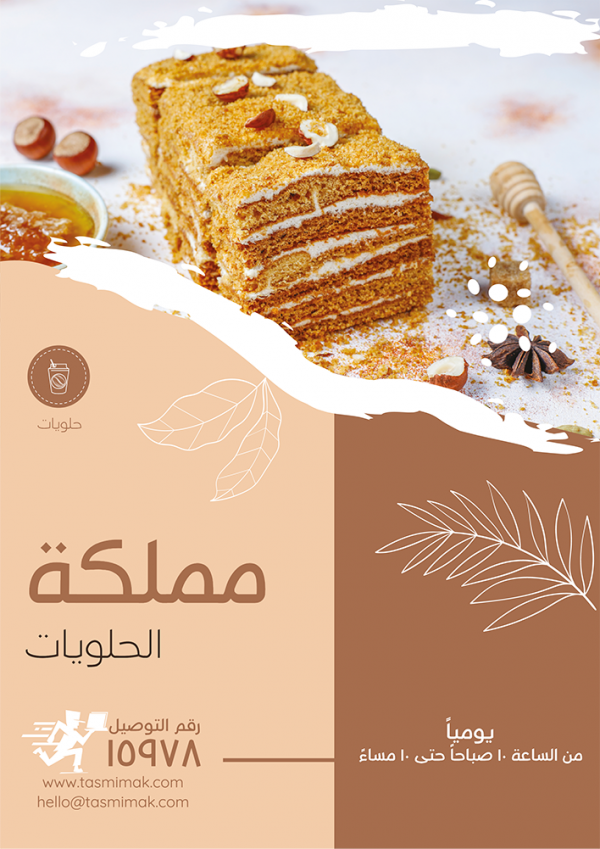 حلويات
مملكة
الحلويات
رقم التوصيل
١٥٩٧٨
www.tasmimak.com
hello@tasmimak.com
يومياً
من الساعة ١٠ صباحاً حتى ١٠ مساءً